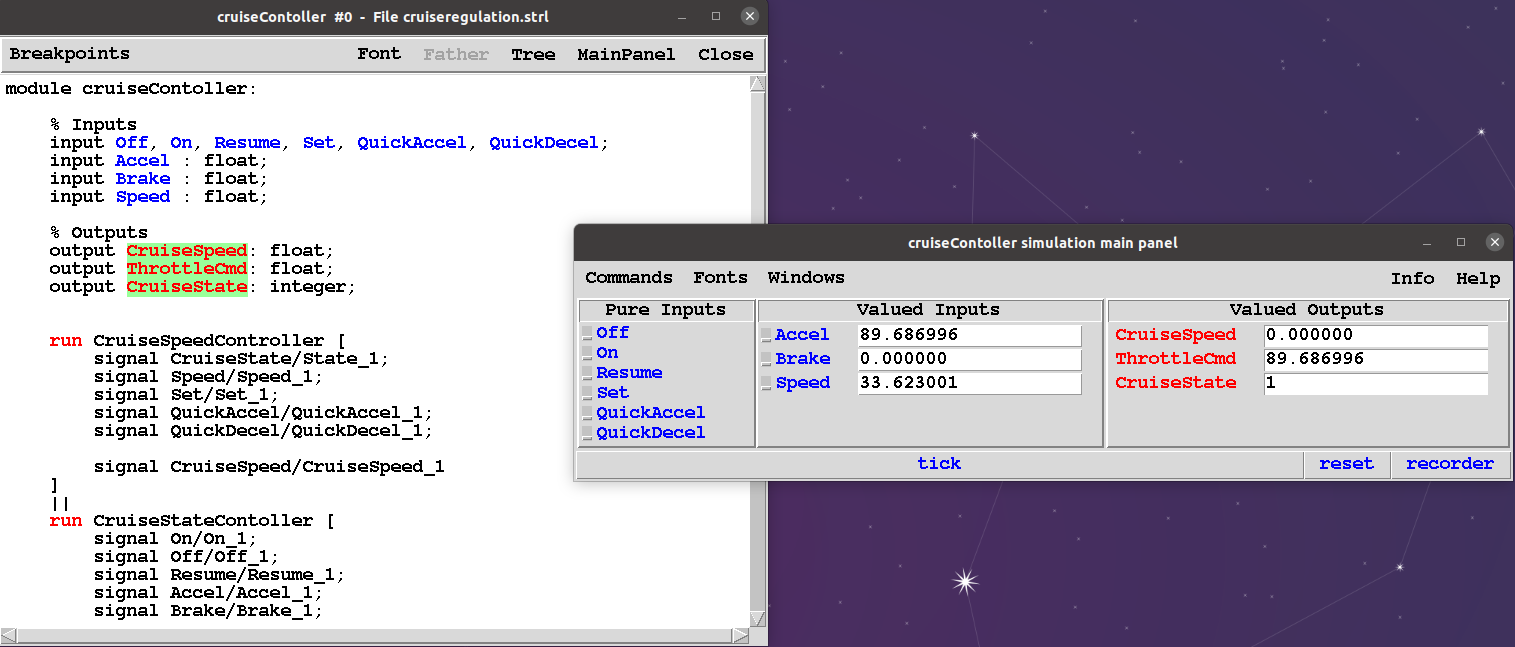 cruiseContoller #0 - File cruiseregulation.strl
Breakpoints Font Father Tree MainPanel Close
module cruiseContoller:
% Inputs
input Off, On, Resume, Set, QuickAccel, QuickDecel;
input Accel : float;
input Brake : float;
input Speed : float;
% Outputs
output CruiseSpeed: float;
output ThrottleCmd: float;
output CruiseState: integer;
run CruiseSpeedController [
signal CruiseState/State_1;
signal Speed/Speed_1;
signal Set/Set_1;
signal QuickAccel/QuickAccel_1;
signal QuickDecel/QuickDecel_1;
signal CruiseSpeed/CruiseSpeed_1
]
||
run CruiseStateContoller [
signal On/On_1;
signal Off/Off_1;
signal Resume/Resume_1;
signal Accel/Accel_1;
signal Brake/Brake_1;
cruiseContoller simulation main panel
Commands Fonts Windows Info Help
Pure Inputs
Off
On
Resume
Set
QuickAccel
QuickDecel
Valued Inputs
Accel 89.686996
Brake 0.000000
Speed 33.623001
Valued Outputs
CruiseSpeed 0.000000
ThrottleCmd 89.686996
CruiseState 1
tick reset recorder